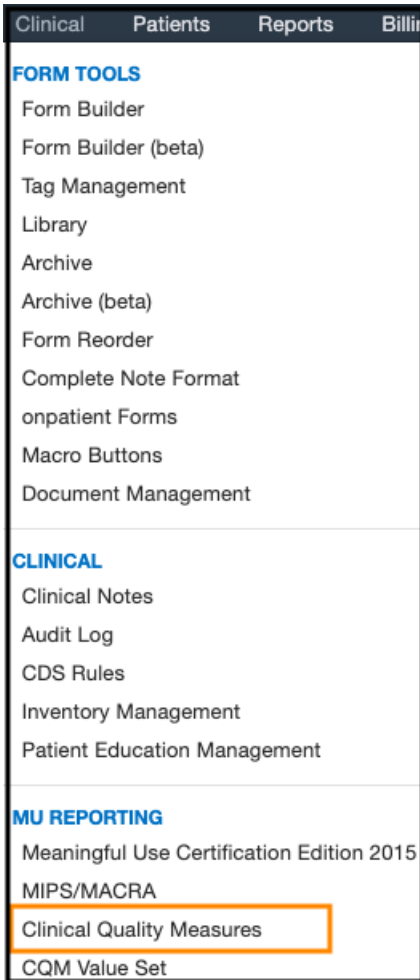 Clinical Patients Reports
FORM TOOLS
Form Builder
Form Builder (beta)
Tag Management
Library
Archive
Archive (beta)
Form Reorder
Complete Note Format
onpatient Forms
Macro Buttons
Document Management
CLINICAL
Clinical Notes
Audit Log
CDS Rules
Inventory Management
Patient Education Management
MU REPORTING
Meaningful Use Certification Edition 2015
MIPS/MACRA
Clinical Quality Measures
CQM Value Set